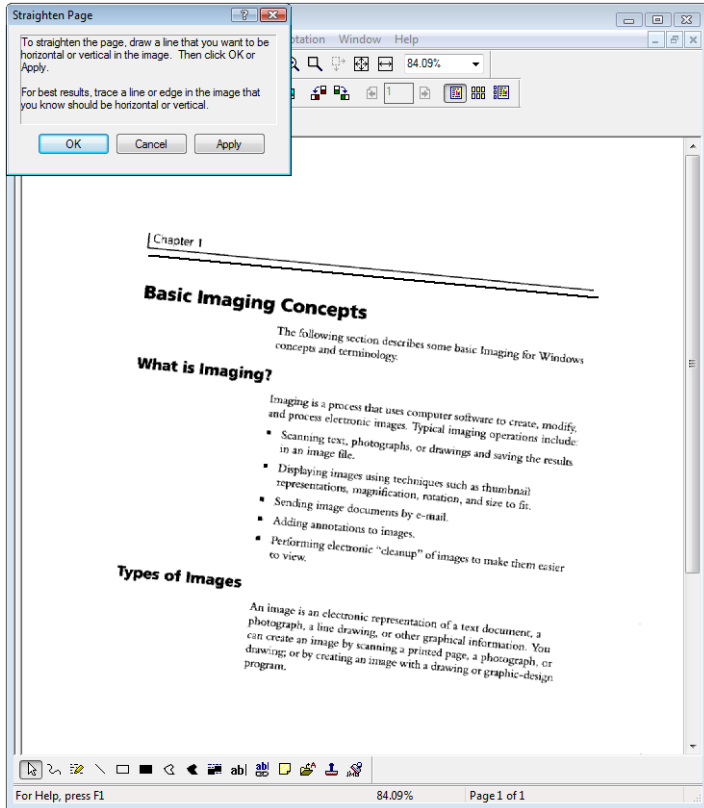 Straighten Page
To straighten the page, draw a line that you want to be
horizontal or vertical in the image. Then click OK or
Apply.
For best results, trace a line or edge in the image that
you know should be horizontal or vertical.
OK Cancel Apply
Window Help
84.09%
1
Chapter 1
Basic Imaging Concepts
The following section describes some basic Imaging for Windows
concepts and terminology.
What is Imaging?
Imaging is a process that uses computer software to create, modify,
and process electronic images. Typical imaging operations include:
▪ Scanning text, photographs, or drawings and saving the results
in an image file.
▪ Displaying images using techniques such as thumbnail
representations, magnification, rotation, and size to fit.
▪ Sending image documents by e-mail.
▪ Adding annotations to images.
▪ Performing electronic "cleanup" of images to make them easier
to view.
Types of Images
An image is an electronic representation of a text document, a
photograph, a line drawing, or other graphical information. You
can create an image by scanning a printed page, a photograph, or
drawing; or by creating an image with a drawing or graphic-design
program.
ab| abl
For Help, press F1 84.09% Page 1 of 1